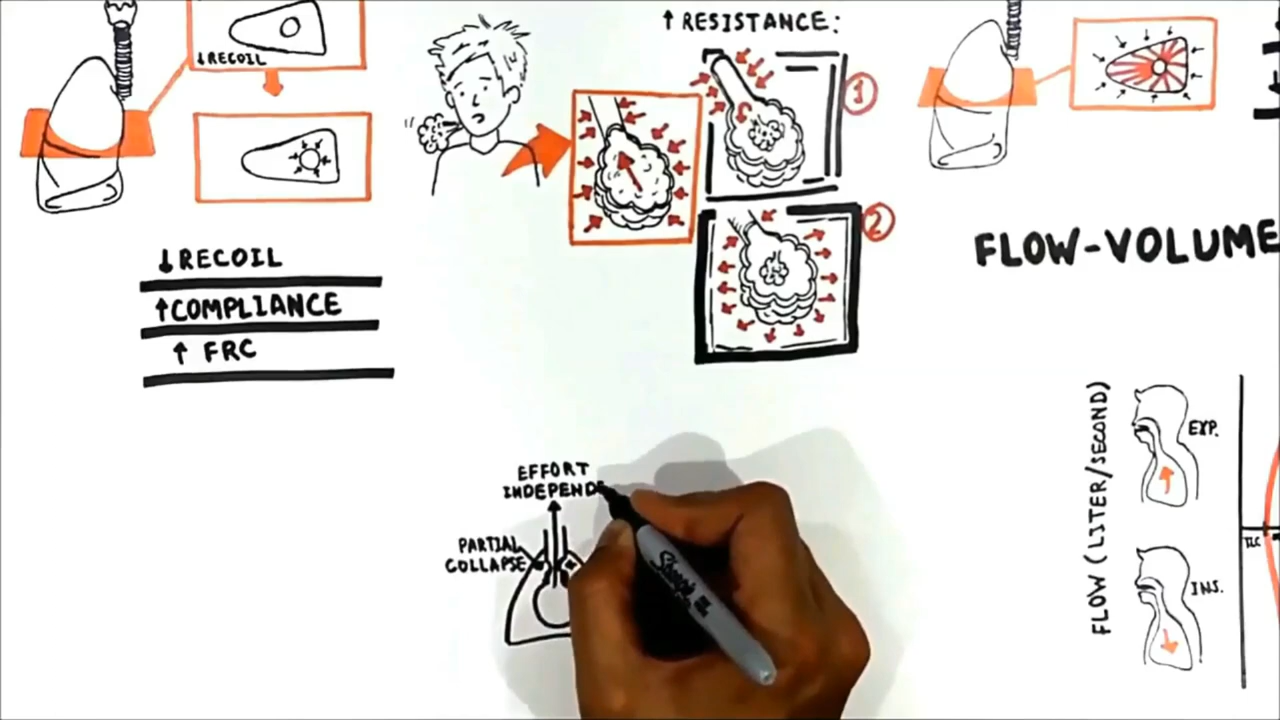 ↓RECOIL
↑ RESISTANCE:
1
2
↓RECOIL
↑COMPLIANCE
↑ FRC
FLOW-VOLUME
EFFORT
INDEPEND
PARTIAL
COLLAPSE
Sharpie
FLOW (LITER/SECOND)
EXP.
TLC
INS.